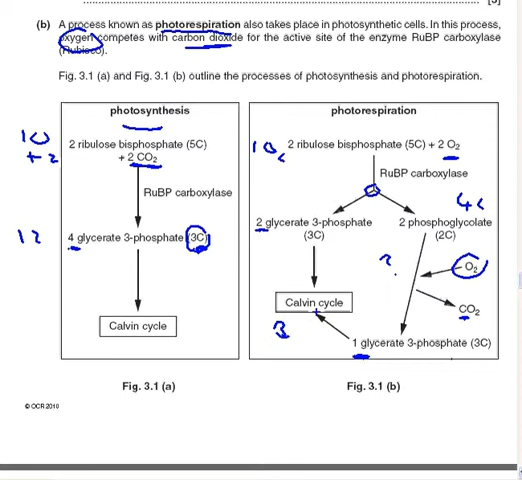 [3]
(b) A process known as photorespiration also takes place in photosynthetic cells. In this process,
oxygen competes with carbon dioxide for the active site of the enzyme RuBP carboxylase
(Rubisco).
Fig. 3.1 (a) and Fig. 3.1 (b) outline the processes of photosynthesis and photorespiration.
photosynthesis
10
2 ribulose bisphosphate (5C)
+2
+ 2 CO2
RuBP carboxylase
12
4 glycerate 3-phosphate (3C)
Calvin cycle
Fig. 3.1 (a)
photorespiration
10c
2 ribulose bisphosphate (5C) + 2 O2
RuBP carboxylase
4c
2 glycerate 3-phosphate
(3C)
2 phosphoglycolate
(2C)
?
O2
CO2
Calvin cycle
3
1 glycerate 3-phosphate (3C)
Fig. 3.1 (b)
© OCR 2010